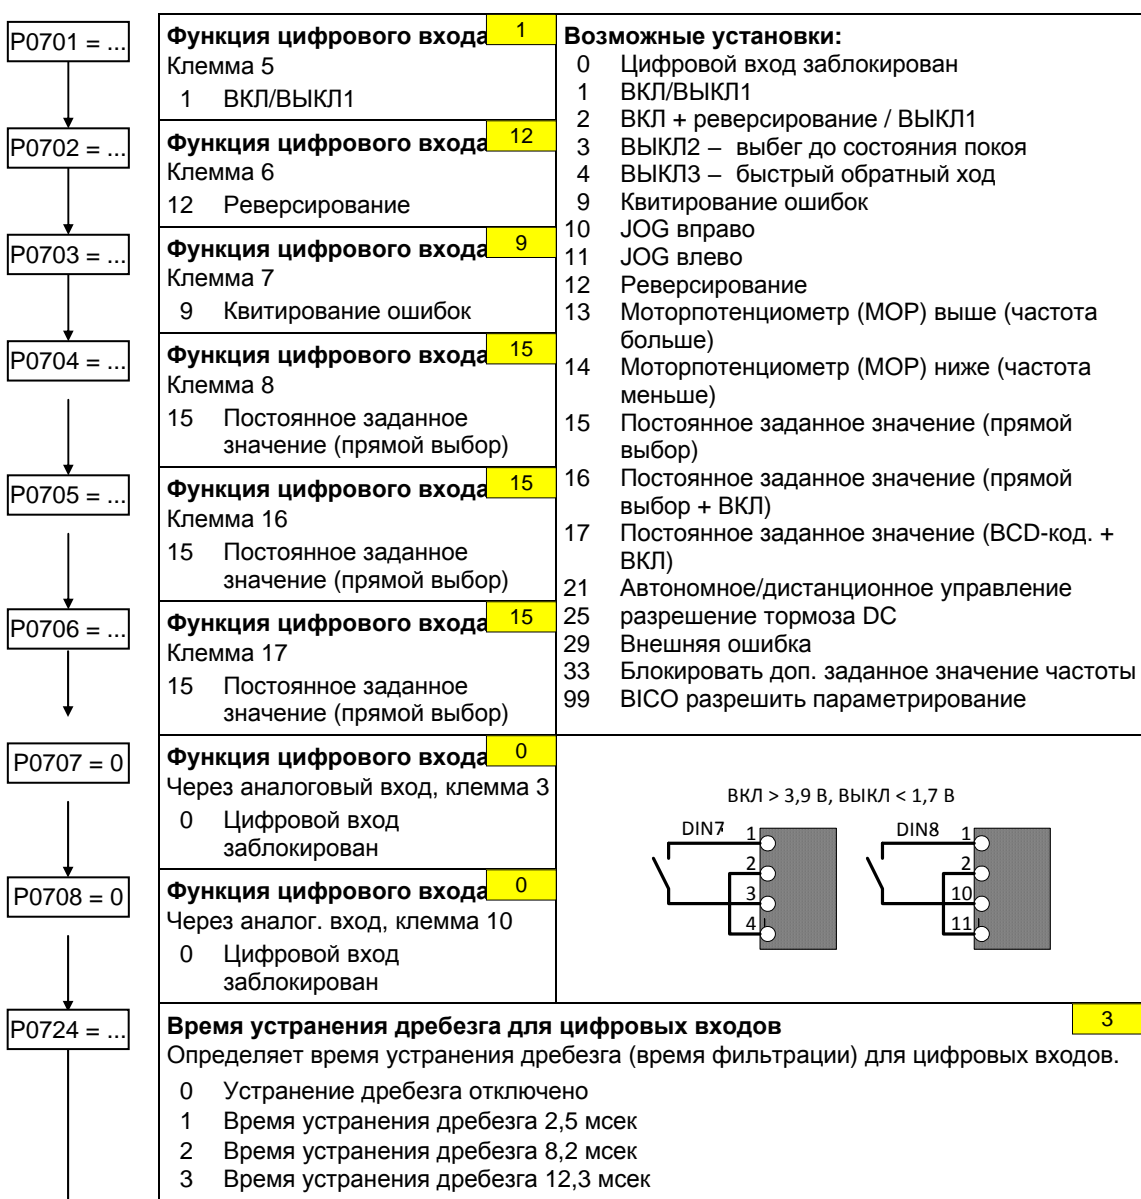 P0701 = ...
Функция цифрового входа 1
Клемма 5
1 ВКЛ/ВЫКЛ1
P0702 = ...
Функция цифрового входа 12
Клемма 6
12 Реверсирование
P0703 = ...
Функция цифрового входа 9
Клемма 7
9 Квитирование ошибок
P0704 = ...
Функция цифрового входа 15
Клемма 8
15 Постоянное заданное
значение (прямой выбор)
P0705 = ...
Функция цифрового входа 15
Клемма 16
15 Постоянное заданное
значение (прямой выбор)
P0706 = ...
Функция цифрового входа 15
Клемма 17
15 Постоянное заданное
значение (прямой выбор)
Возможные установки:
0 Цифровой вход заблокирован
1 ВКЛ/ВЫКЛ1
2 ВКЛ + реверсирование / ВЫКЛ1
3 ВЫКЛ2 – выбег до состояния покоя
4 ВЫКЛ3 – быстрый обратный ход
9 Квитирование ошибок
10 JOG вправо
11 JOG влево
12 Реверсирование
13 Моторпотенциометр (MOP) выше (частота
больше)
14 Моторпотенциометр (MOP) ниже (частота
меньше)
15 Постоянное заданное значение (прямой
выбор)
16 Постоянное заданное значение (прямой
выбор + ВКЛ)
17 Постоянное заданное значение (BCD-код. +
ВКЛ)
21 Автономное/дистанционное управление
25 разрешение тормоза DC
29 Внешняя ошибка
33 Блокировать доп. заданное значение частоты
99 BICO разрешить параметрирование
P0707 = 0
Функция цифрового входа 0
Через аналоговый вход, клемма 3
0 Цифровой вход
заблокирован
P0708 = 0
Функция цифрового входа 0
Через аналог. вход, клемма 10
0 Цифровой вход
заблокирован
ВКЛ > 3,9 В, ВЫКЛ < 1,7 В
DIN7
1
2
3
4
DIN8
1
2
10
11
P0724 = ...
Время устранения дребезга для цифровых входов 3
Определяет время устранения дребезга (время фильтрации) для цифровых входов.
0 Устранение дребезга отключено
1 Время устранения дребезга 2,5 мсек
2 Время устранения дребезга 8,2 мсек
3 Время устранения дребезга 12,3 мсек